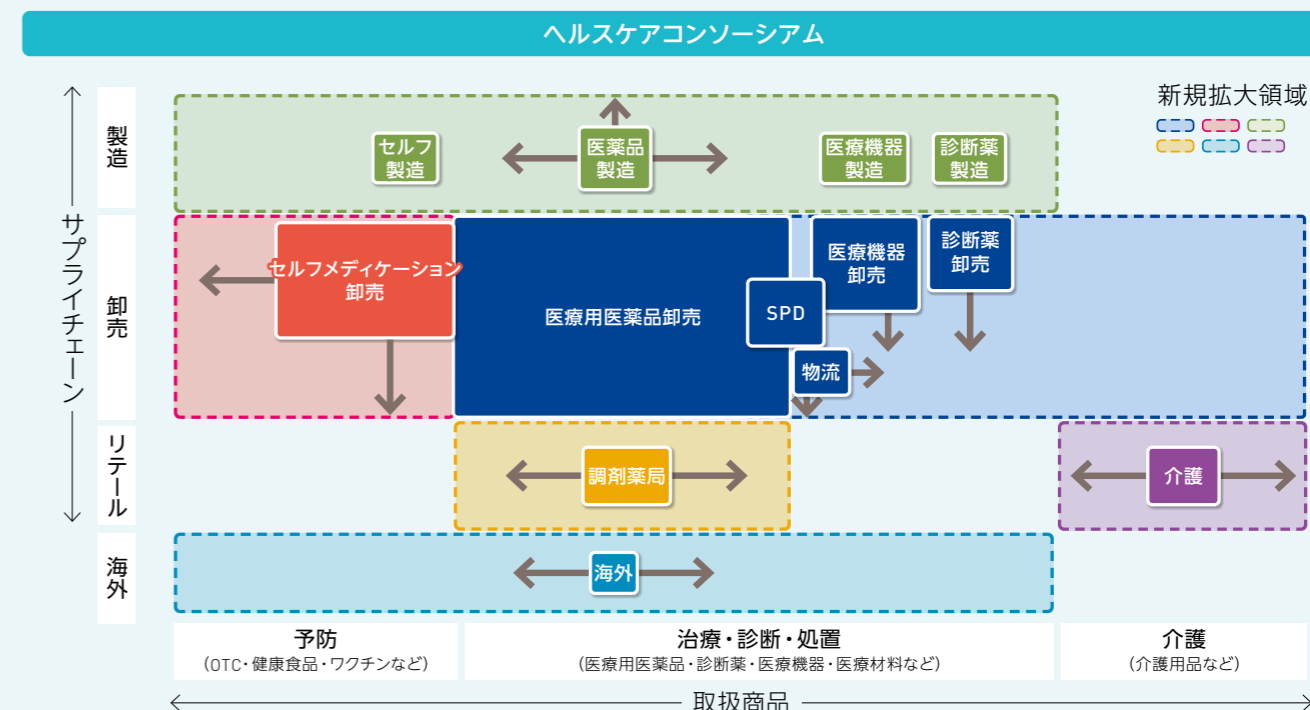 ヘルスケアコンソーシアム
新規拡大領域
サプライチェーン
製造
セルフ
製造
医薬品
製造
医療機器
製造
診断薬
製造
卸売
セルフメディケーション
卸売
医療用医薬品卸売
SPD
物流
医療機器
卸売
診断薬
卸売
リテール
調剤薬局
介護
海外
海外
予防
（OTC・健康食品・ワクチンなど）
治療・診断・処置
（医療用医薬品・診断薬・医療機器・医療材料など）
介護
（介護用品など）
取扱商品